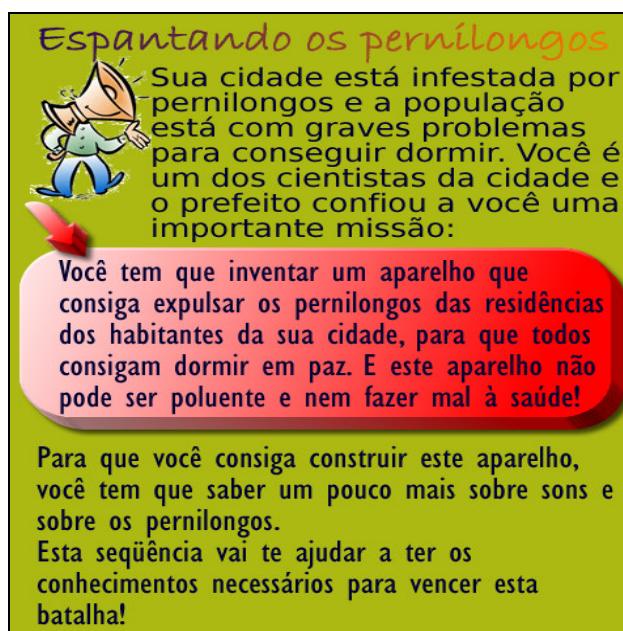 Espantando os pernilongos
Sua cidade está infestada por
pernilongos e a população
está com graves problemas
para conseguir dormir. Você é
um dos cientistas da cidade e
o prefeito confiou a você uma
importante missão:
Você tem que inventar um aparelho que
consiga expulsar os pernilongos das residências
dos habitantes da sua cidade, para que todos
consigam dormir em paz. E este aparelho não
pode ser poluente e nem fazer mal à saúde!
Para que você consiga construir este aparelho,
você tem que saber um pouco mais sobre sons e
sobre os pernilongos.
Esta seqüência vai te ajudar a ter os
conhecimentos necessários para vencer esta
batalha!